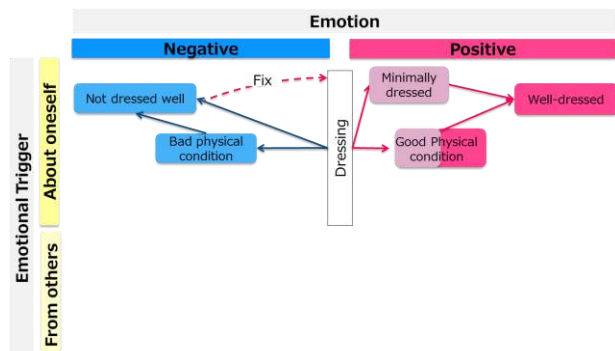 Emotion
Negative
Positive
Emotional Trigger
About oneself
From others
Not dressed well
Fix
Bad physical
condition
Dressing
Minimally
dressed
Well-dressed
Good Physical
condition